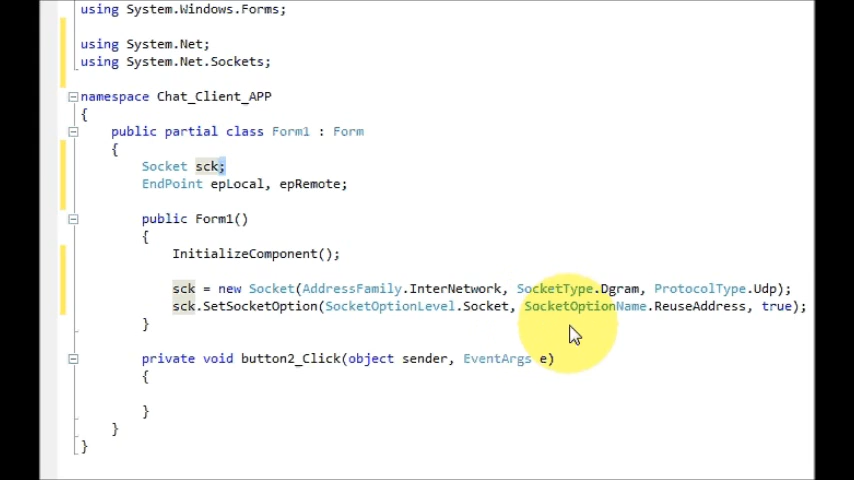 using System.Windows.Forms;
using System.Net;
using System.Net.Sockets;
namespace Chat_Client_APP
{
public partial class Form1 : Form
{
Socket sck;
EndPoint epLocal, epRemote;
public Form1()
{
InitializeComponent();
sck = new Socket(AddressFamily.InterNetwork, SocketType.Dgram, ProtocolType.Udp);
sck.SetSocketOption(SocketOptionLevel.Socket, SocketOptionName.ReuseAddress, true);
}
private void button2_Click(object sender, EventArgs e)
{
}
}
}